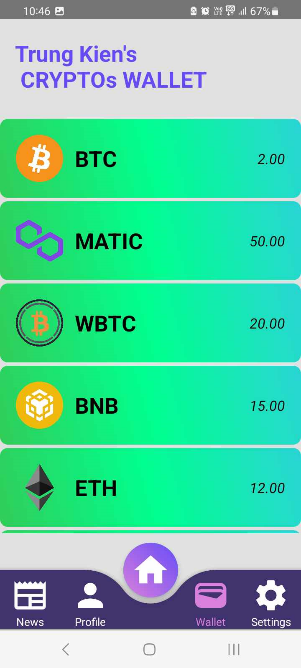 10:46 67%
Trung Kien's
CRYPTOs WALLET
BTC 2.00
MATIC 50.00
WBTC 20.00
BNB 15.00
ETH 12.00
News Profile Wallet Settings